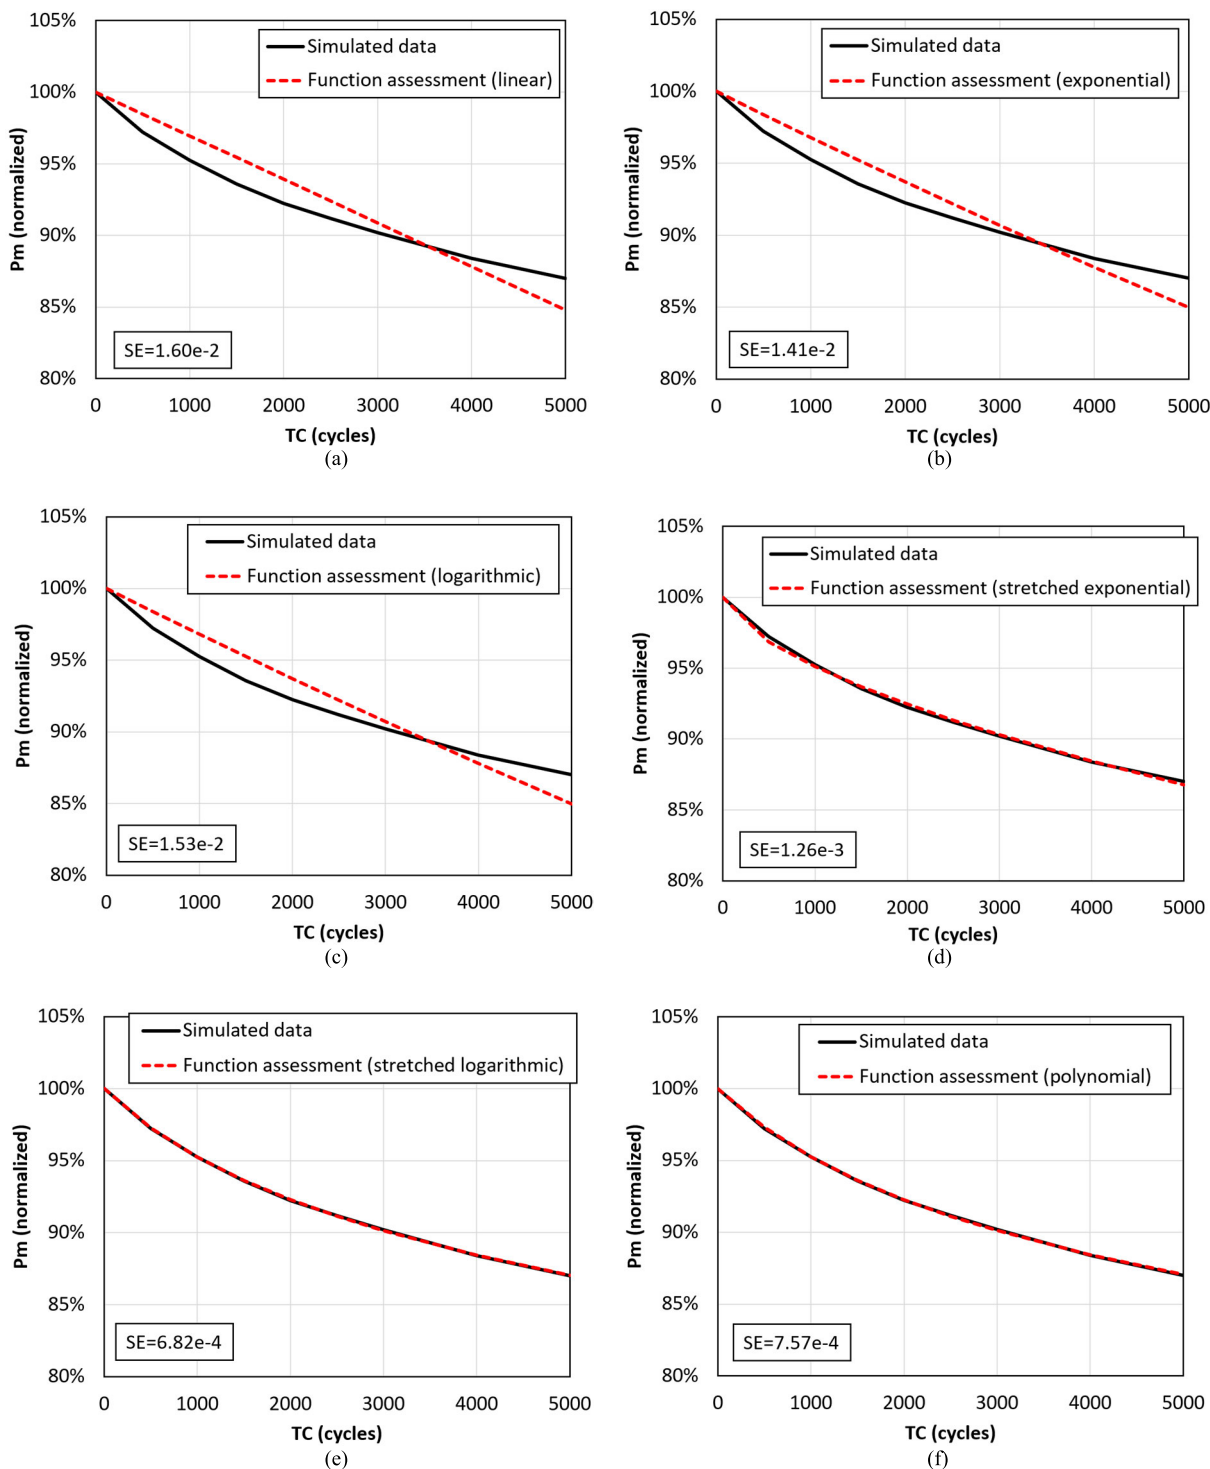 105%
100%
95%
90%
85%
80%
Pm (normalized)
Simulated data
Function assessment (linear)
SE=1.60e-2
0 1000 2000 3000 4000 5000
TC (cycles)
(a)
105%
100%
95%
90%
85%
80%
Pm (normalized)
Simulated data
Function assessment (exponential)
SE=1.41e-2
0 1000 2000 3000 4000 5000
TC (cycles)
(b)
105%
100%
95%
90%
85%
80%
Pm (normalized)
Simulated data
Function assessment (logarithmic)
SE=1.53e-2
0 1000 2000 3000 4000 5000
TC (cycles)
(c)
105%
100%
95%
90%
85%
80%
Pm (normalized)
Simulated data
Function assessment (stretched exponential)
SE=1.26e-3
0 1000 2000 3000 4000 5000
TC (cycles)
(d)
105%
100%
95%
90%
85%
80%
Pm (normalized)
Simulated data
Function assessment (stretched logarithmic)
SE=6.82e-4
0 1000 2000 3000 4000 5000
TC (cycles)
(e)
105%
100%
95%
90%
85%
80%
Pm (normalized)
Simulated data
Function assessment (polynomial)
SE=7.57e-4
0 1000 2000 3000 4000 5000
TC (cycles)
(f)